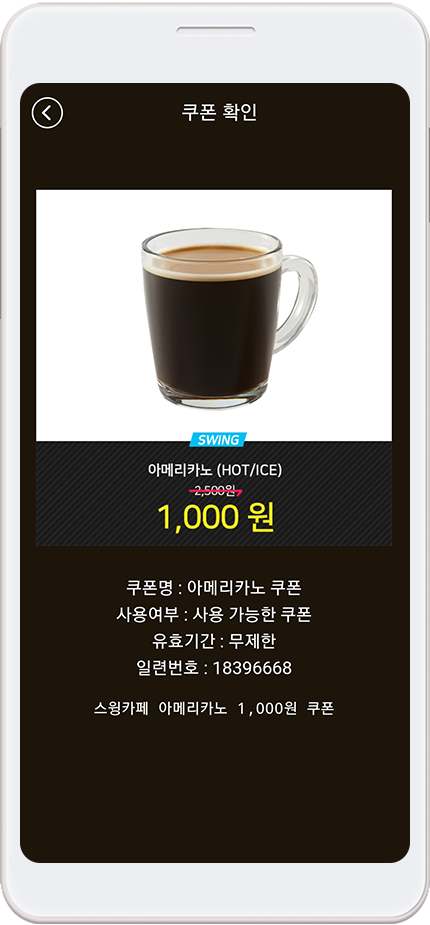 쿠폰 확인
SWING
아메리카노 (HOT/ICE)
2,500원
1,000 원
쿠폰명 : 아메리카노 쿠폰
사용여부 : 사용 가능한 쿠폰
유효기간 : 무제한
일련번호 : 18396668
스윙카페 아메리카노 1,000원 쿠폰